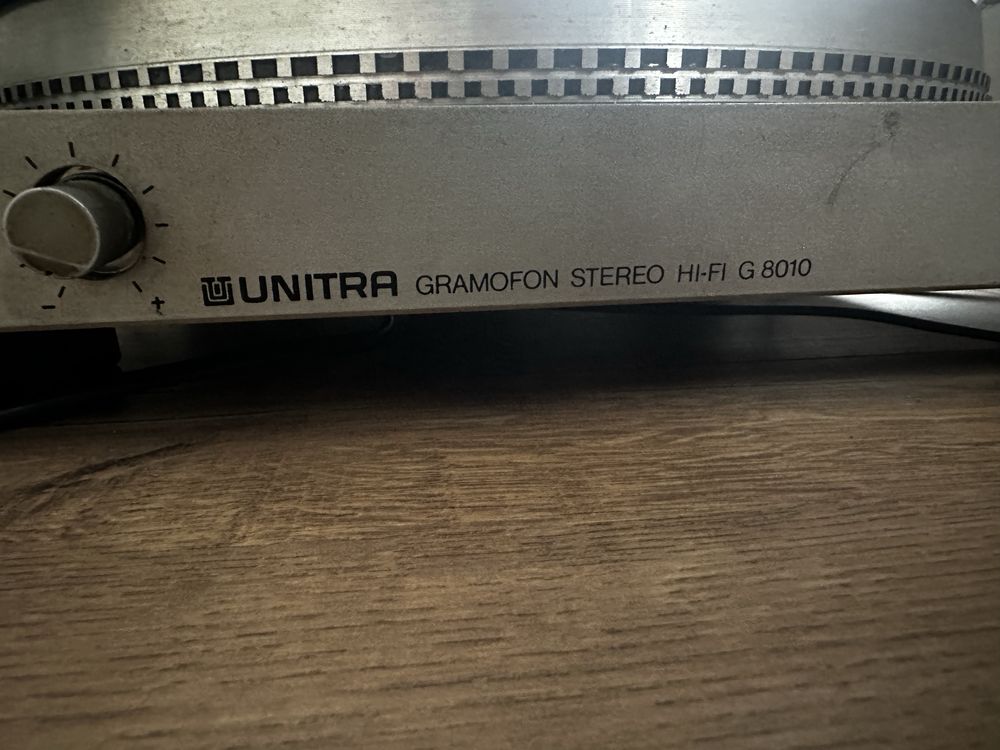 UNITRA GRAMOFON STEREO HI-FI G 8010
- +